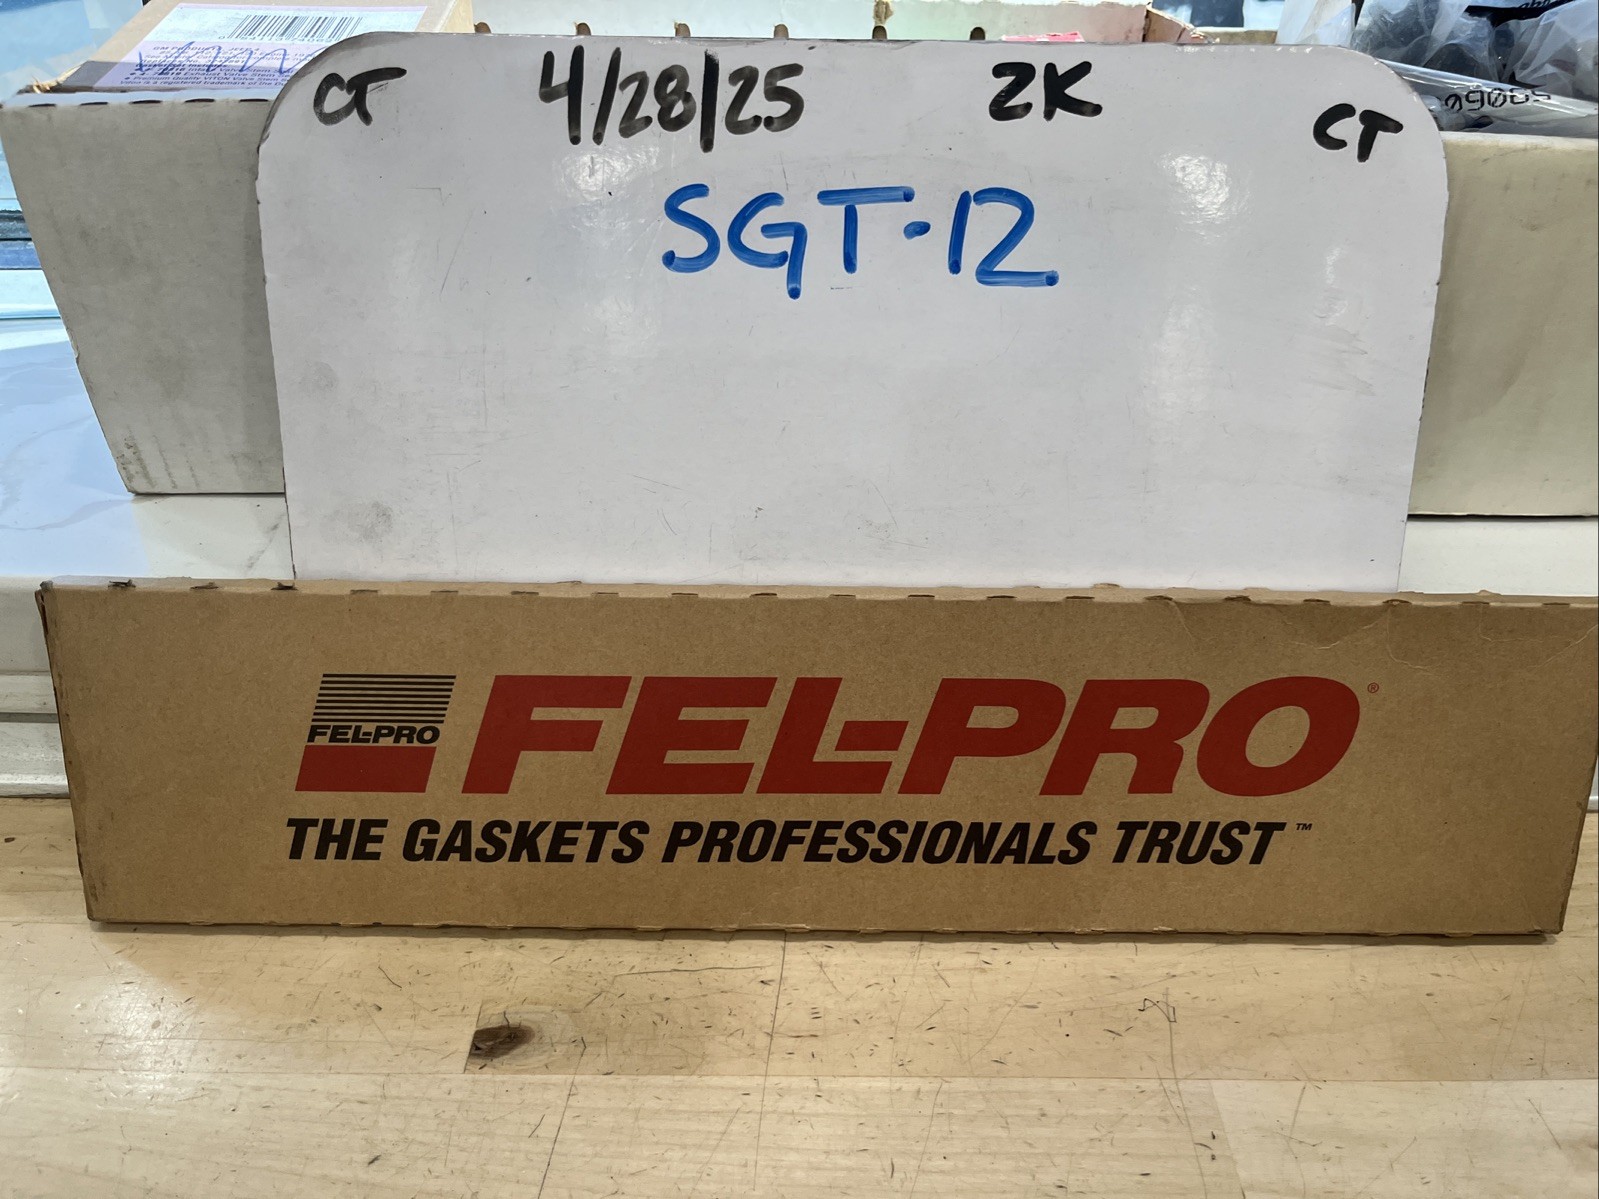 CT 4/28/25 2K CT
SGT-12
FEL-PRO
FEL-PRO®
THE GASKETS PROFESSIONALS TRUST™